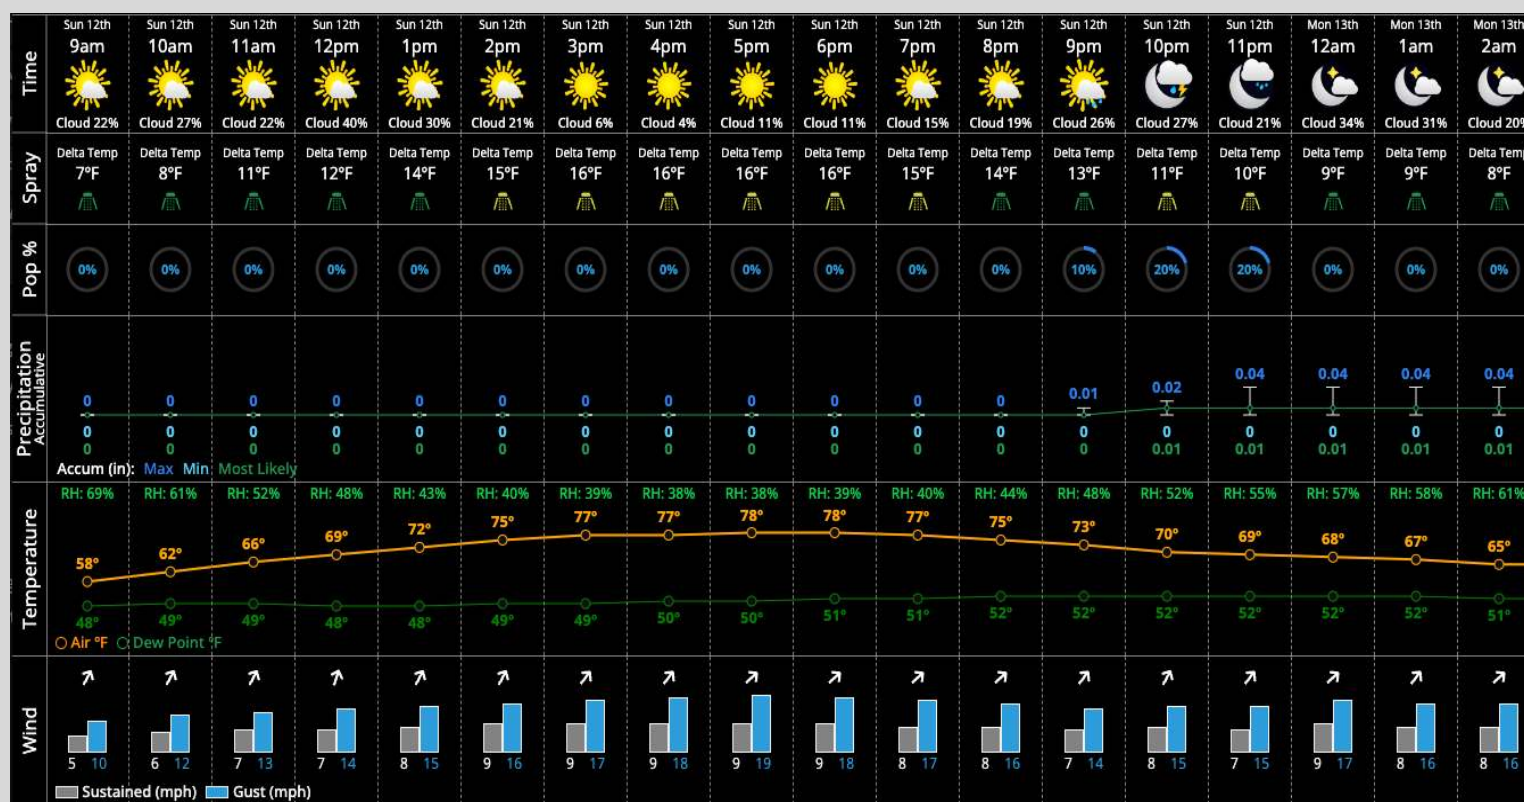 Sun 12th Sun 12th Sun 12th Sun 12th Sun 12th Sun 12th Sun 12th Sun 12th Sun 12th Sun 12th Sun 12th Sun 12th Sun 12th Sun 12th Sun 12th Mon 13th Mon 13th Mon 13th
Time 9am 10am 11am 12pm 1pm 2pm 3pm 4pm 5pm 6pm 7pm 8pm 9pm 10pm 11pm 12am 1am 2am
Cloud 22% Cloud 27% Cloud 22% Cloud 40% Cloud 30% Cloud 21% Cloud 6% Cloud 4% Cloud 11% Cloud 11% Cloud 15% Cloud 19% Cloud 26% Cloud 27% Cloud 21% Cloud 34% Cloud 31% Cloud 20%
Spray Delta Temp Delta Temp Delta Temp Delta Temp Delta Temp Delta Temp Delta Temp Delta Temp Delta Temp Delta Temp Delta Temp Delta Temp Delta Temp Delta Temp Delta Temp Delta Temp Delta Temp Delta Temp
7°F 8°F 11°F 12°F 14°F 15°F 16°F 16°F 16°F 16°F 15°F 14°F 13°F 11°F 10°F 9°F 9°F 8°F
Pop % 0% 0% 0% 0% 0% 0% 0% 0% 0% 0% 0% 0% 10% 20% 20% 0% 0% 0%
Precipitation
Accumulative
0 0 0 0 0 0 0 0 0 0 0 0 0.01 0.02 0.04 0.04 0.04 0.04
0 0 0 0 0 0 0 0 0 0 0 0 0 0 0 0 0 0
0 0 0 0 0 0 0 0 0 0 0 0 0 0.01 0.01 0.01 0.01 0.01
Accum (in): Max Min Most Likely
RH: 69% RH: 61% RH: 52% RH: 48% RH: 43% RH: 40% RH: 39% RH: 38% RH: 38% RH: 39% RH: 40% RH: 44% RH: 48% RH: 52% RH: 55% RH: 57% RH: 58% RH: 61%
Temperature
58° 62° 66° 69° 72° 75° 77° 77° 78° 78° 77° 75° 73° 70° 69° 68° 67° 65°
48° 49° 49° 48° 48° 49° 49° 50° 50° 51° 51° 52° 52° 52° 52° 52° 52° 51°
Air °F Dew Point °F
Wind
5 10 6 12 7 13 7 14 8 15 9 16 9 17 9 18 9 19 9 18 8 17 8 16 7 14 8 15 7 15 9 17 8 16 8 16
Sustained (mph) Gust (mph)